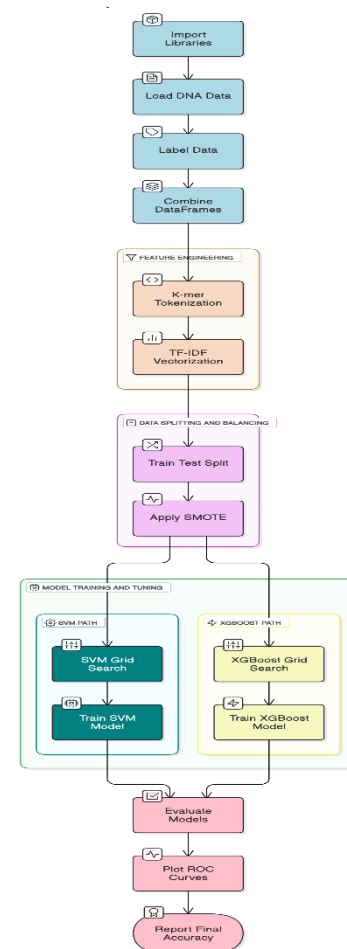 Import
Libraries
Load DNA Data
Label Data
Combine
DataFrames
FEATURE ENGINEERING
K-mer
Tokenization
TF-IDF
Vectorization
DATA SPLITTING AND BALANCING
Train Test Split
Apply SMOTE
MODEL TRAINING AND TUNING
SVM PATH
XGBOOST PATH
SVM Grid
Search
XGBoost Grid
Search
Train SVM
Model
Train XGBoost
Model
Evaluate
Models
Plot ROC
Curves
Report Final
Accuracy